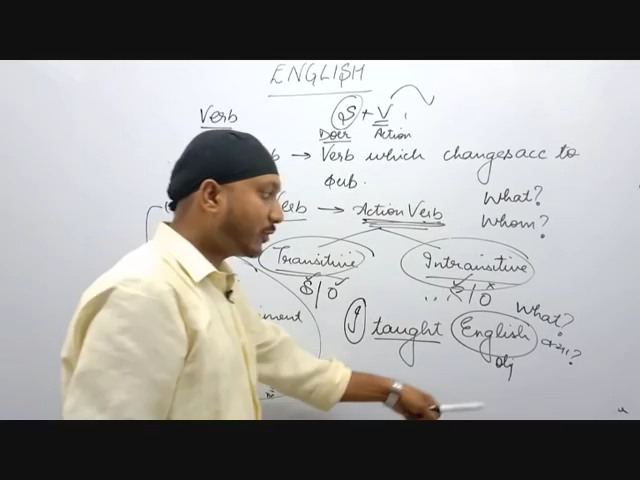 ENGLISH
Verb
S + V
Doer Action
→ Verb which changes acc to
sub.
What?
→ Action Verb
Whom?
Transitive Intransitive
S/O ... S/O
What?
I taught English
क्या?
Obj